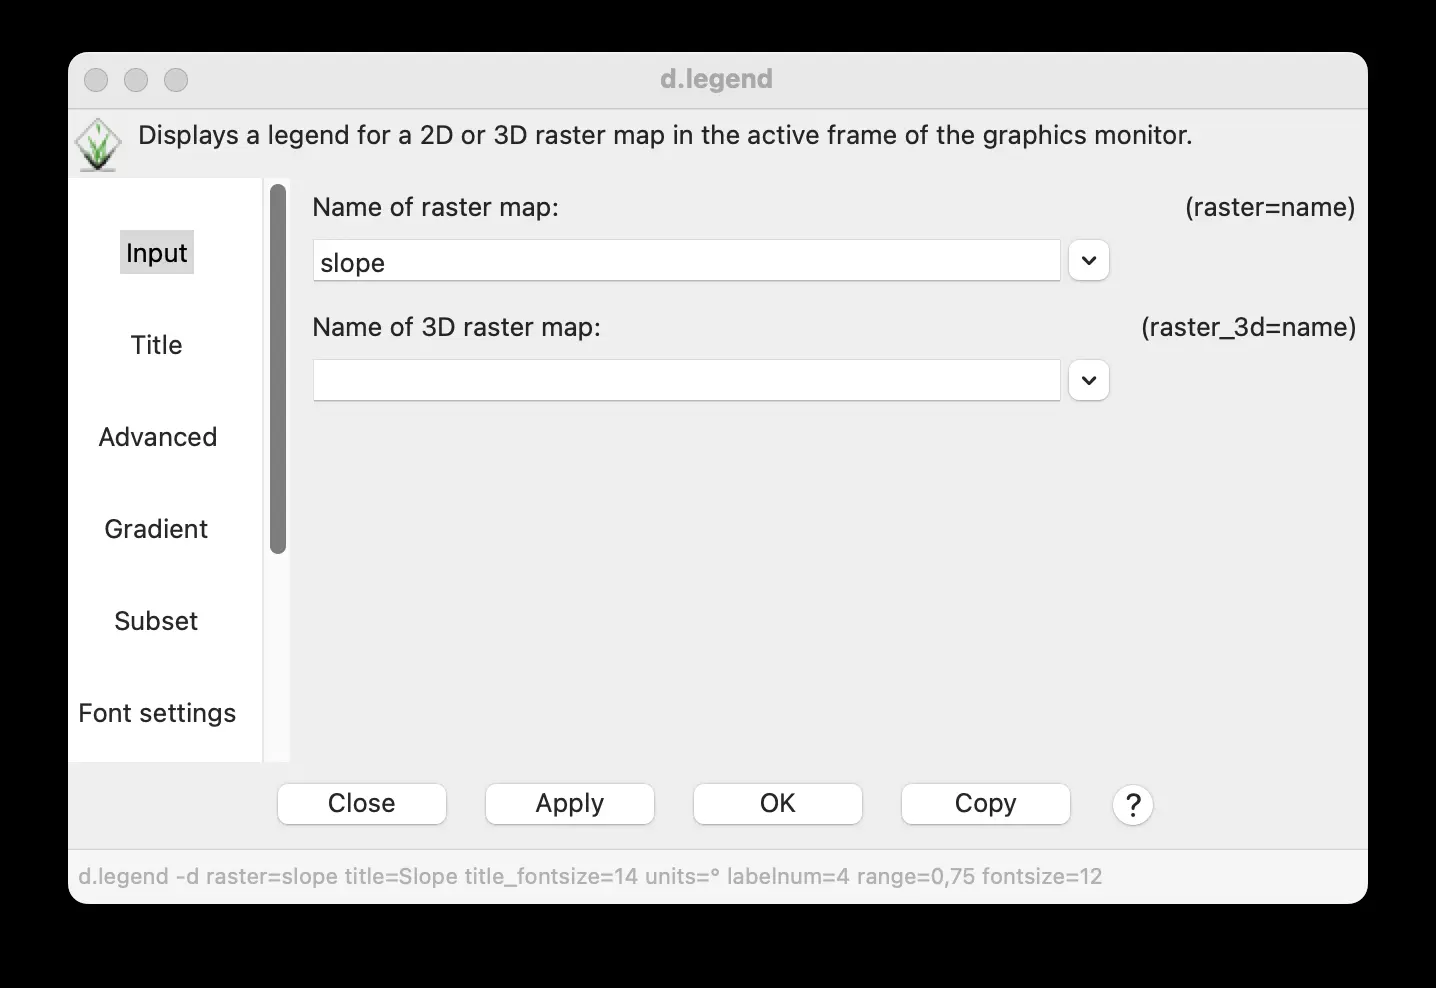 d.legend
Displays a legend for a 2D or 3D raster map in the active frame of the graphics monitor.
Input
Title
Advanced
Gradient
Subset
Font settings
Name of raster map: (raster=name)
slope
Name of 3D raster map: (raster_3d=name)
Close Apply OK Copy ?
d.legend -d raster=slope title=Slope title_fontsize=14 units=° labelnum=4 range=0,75 fontsize=12